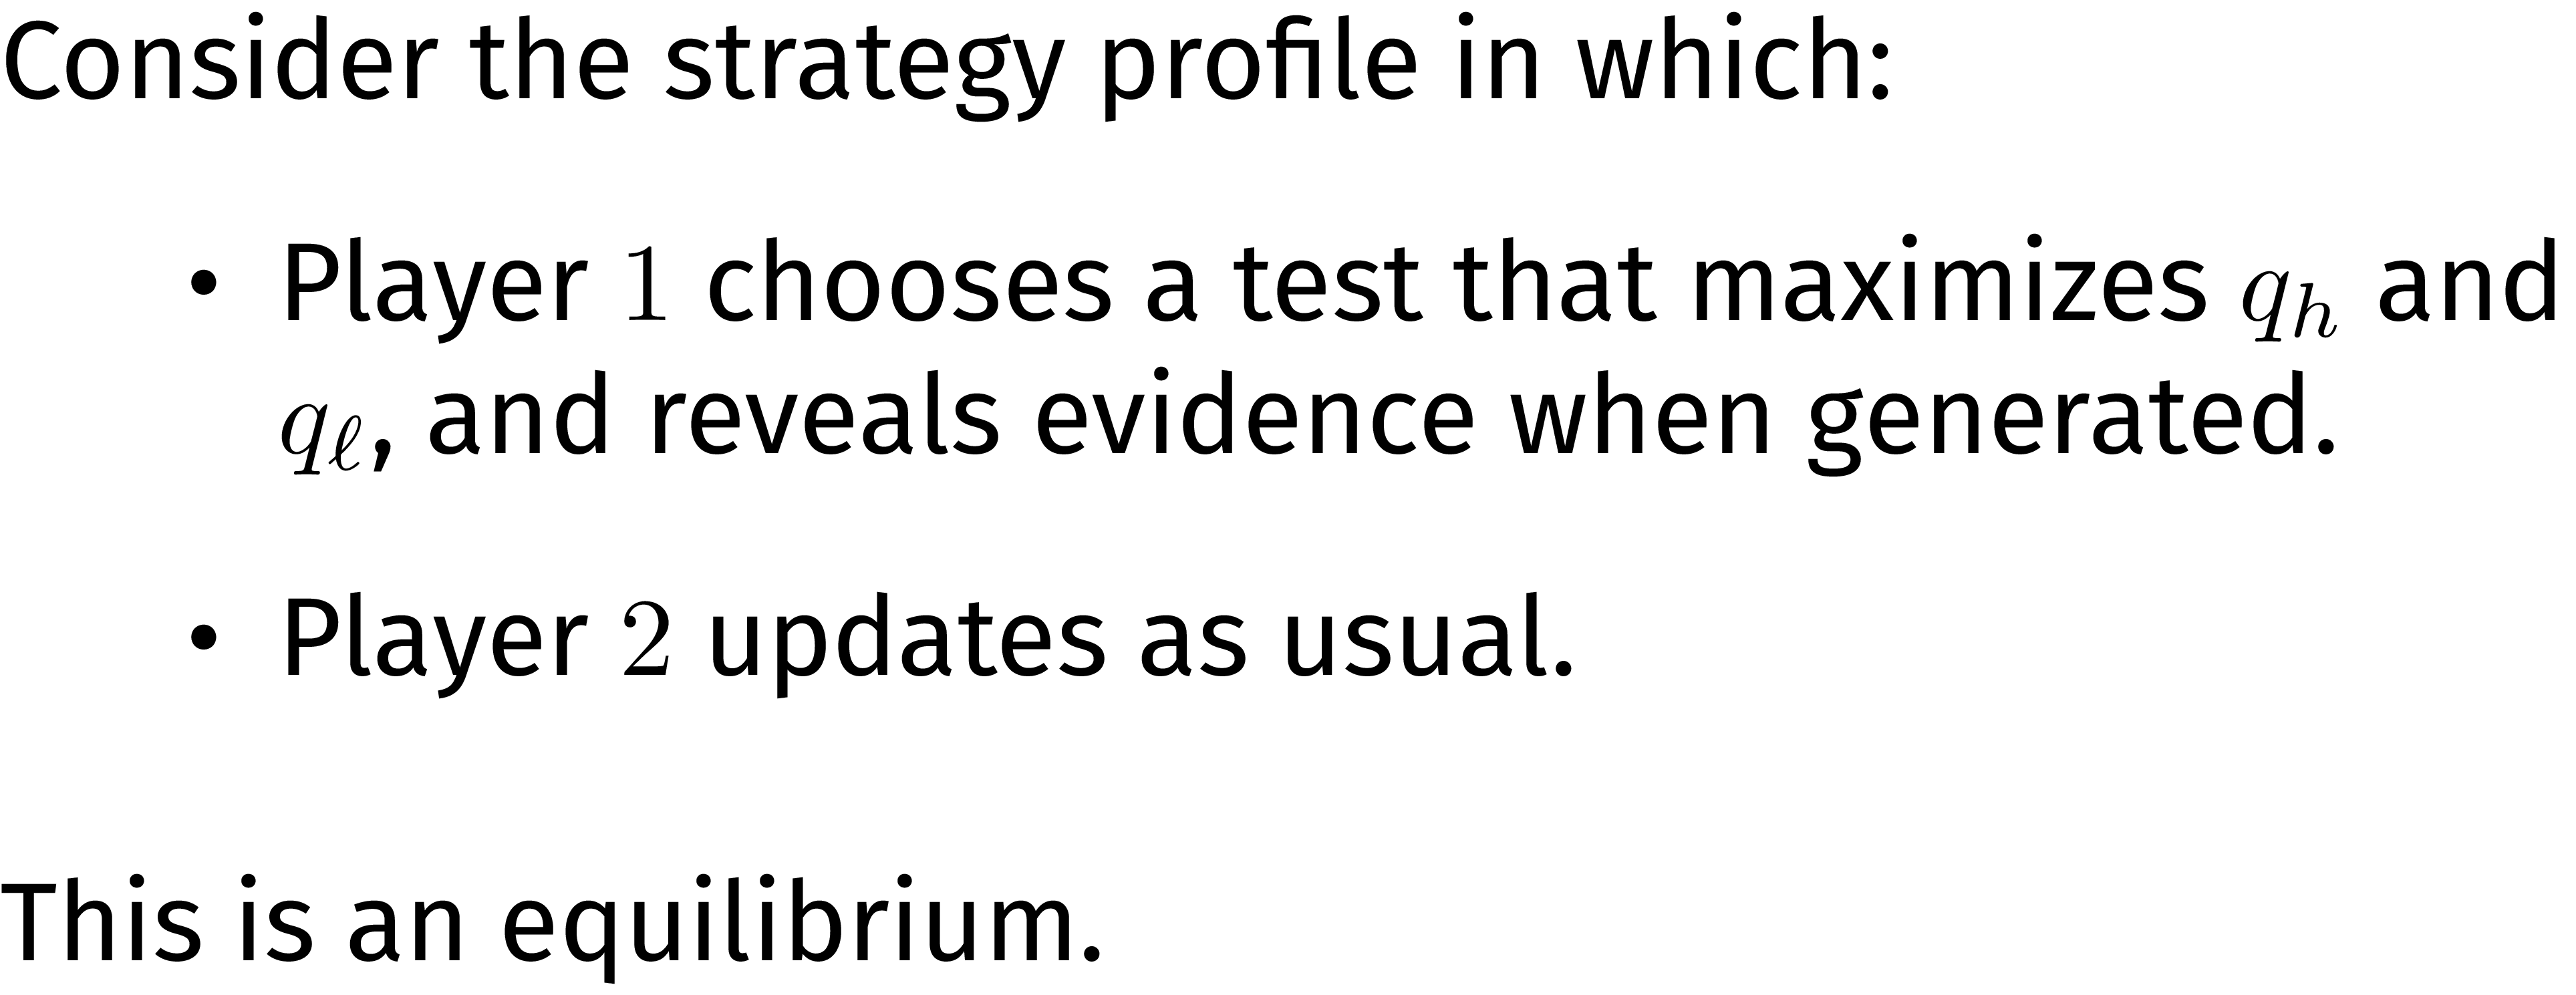 Consider the strategy profile in which:
• Player 1 chooses a test that maximizes $q_h$ and
$q_\ell$, and reveals evidence when generated.
• Player 2 updates as usual.
This is an equilibrium.